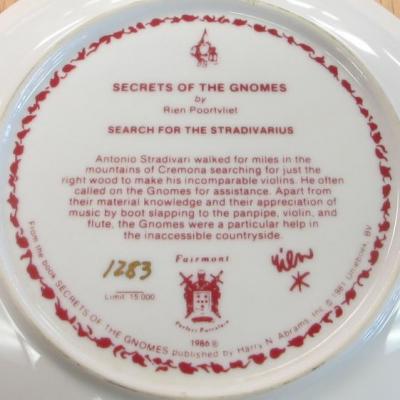 SECRETS OF THE GNOMES
by
Rien Poortvliet
SEARCH FOR THE STRADIVARIUS
Antonio Stradivari walked for miles in the
mountains of Cremona searching for just the
right wood to make his incomparable violins. He often
called on the Gnomes for assistance. Apart from
their material knowledge and their appreciation of
music by boot slapping to the panpipe, violin, and
flute, the Gnomes were a particular help in
the inaccessible countryside.
1283
Limit: 15 000
Fairmont
Perfect Porcelain
1986 ®
Rien
From the book SECRETS OF THE GNOMES published by Harry N. Abrams, Inc © 1981 Unieboek, BV